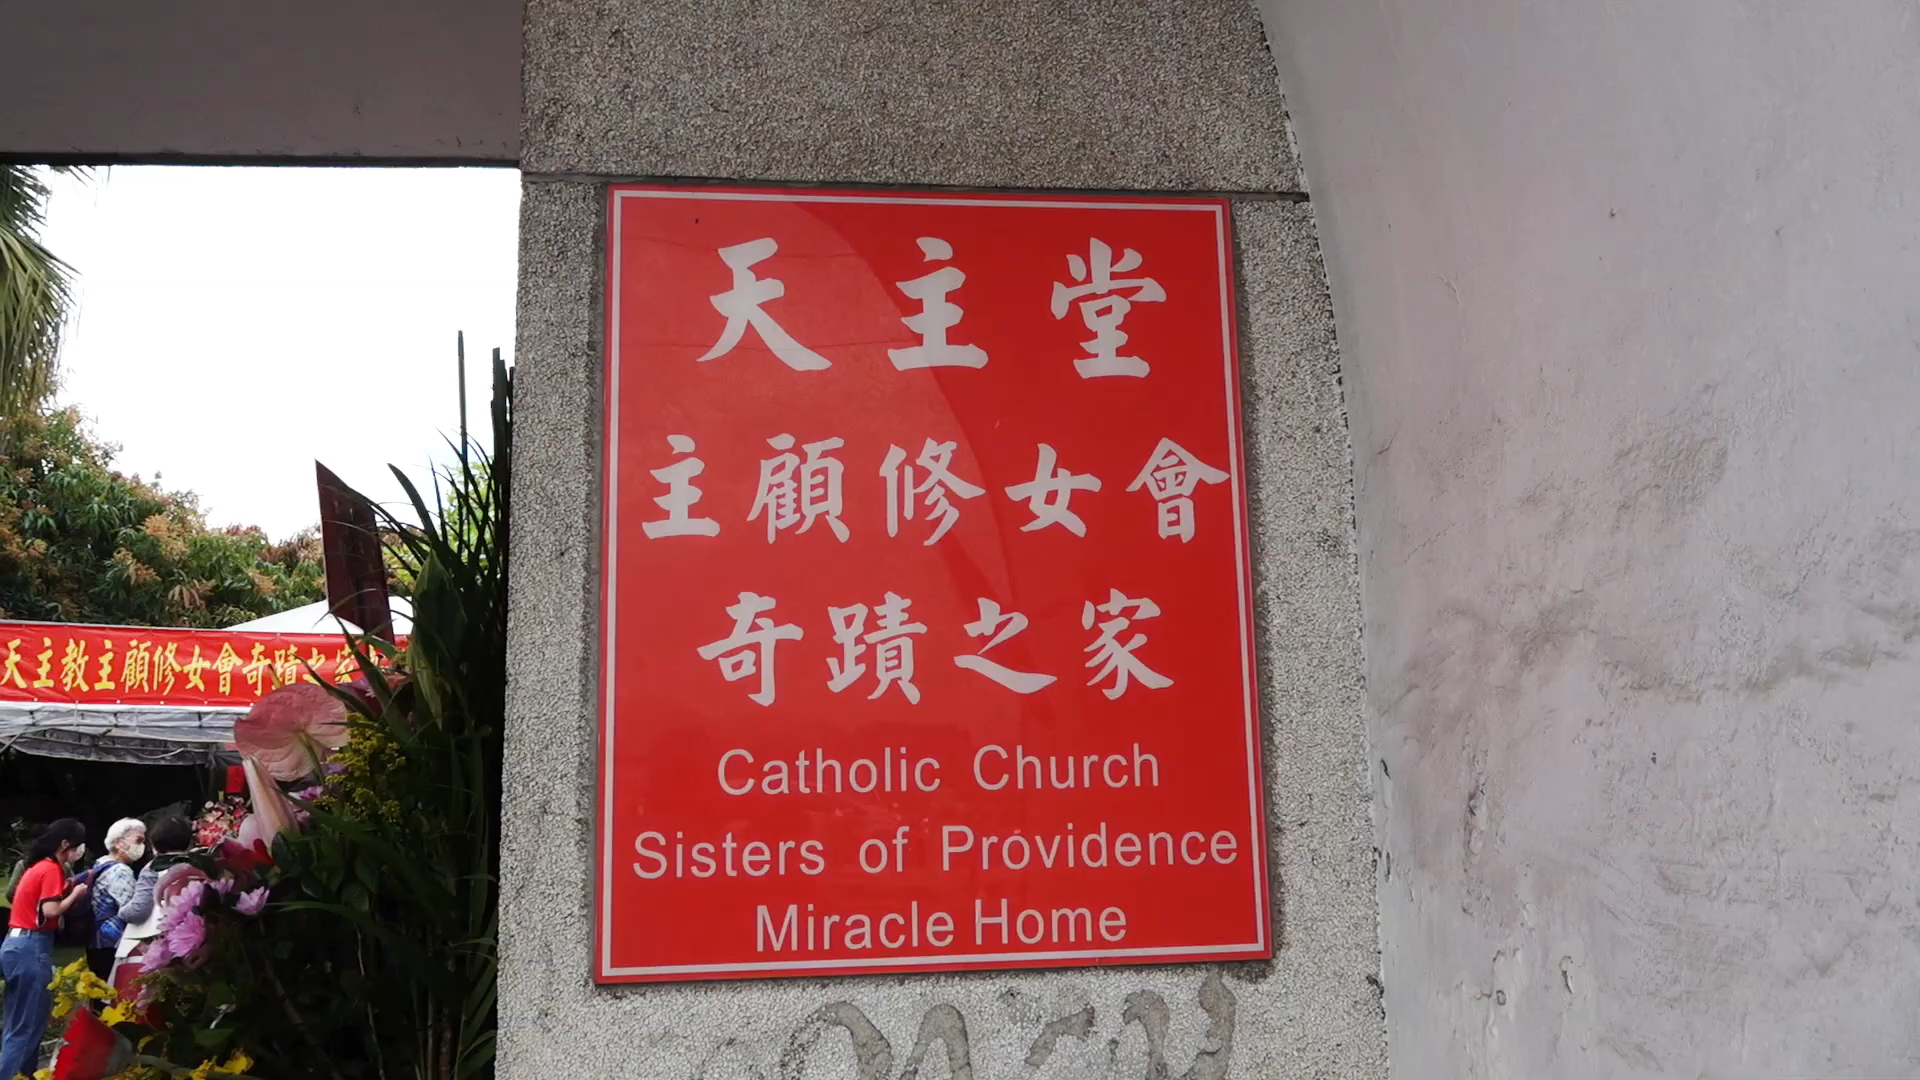 天主堂
主顧修女會
奇蹟之家
Catholic Church
Sisters of Providence
Miracle Home
天主教主顧修女會奇蹟之家